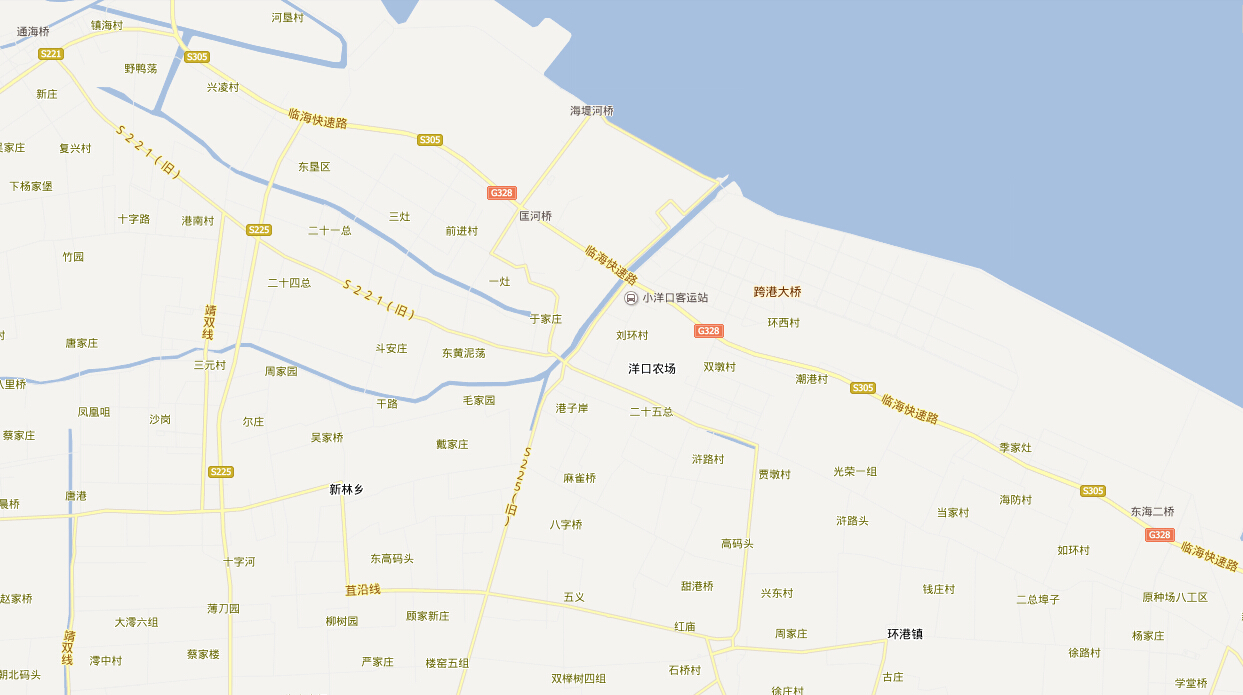 河垦村
镇海村
通海桥
S221
S305
野鸭荡
兴凌村
新庄
海堤河桥
临海快速路
S221(旧)
S305
家庄
复兴村
东垦区
下杨家堡
G328
十字路
港南村
三灶
匡河桥
S225
二十一总
前进村
竹园
临海快速路
二十四总
一灶
S221(旧)
小洋口客运站
跨港大桥
靖双线
于家庄
环西村
G328
村
唐家庄
刘环村
斗安庄
东黄泥荡
三元村
周家园
洋口农场
双墩村
潮港村
八里桥
S305
干路
毛家园
临海快速路
凤凰咀
沙岗
尔庄
港子岸
二十五总
蔡家庄
吴家桥
戴家庄
季家灶
S225
S225(旧)
浒路村
贾墩村
光荣一组
麻雀桥
新林乡
S305
唐港
晨桥
海防村
东海二桥
当家村
浒路头
八字桥
G328
高码头
如环村
临海快速路
十字河
东高码头
苴沿线
甜港桥
兴东村
钱庄村
赵家桥
五义
二总埠子
原种场八工区
薄刀园
大澪六组
柳树园
顾家新庄
红庙
周家庄
环港镇
杨家庄
靖双线
澪中村
蔡家楼
严家庄
楼窑五组
石桥村
徐路村
朝北码头
双榉树四组
古庄
学堂桥
徐庄村